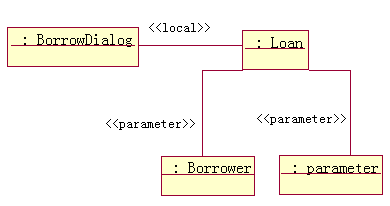 <<local>>
: BorrowDialog
: Loan
<<parameter>>
<<parameter>>
: Borrower
: parameter